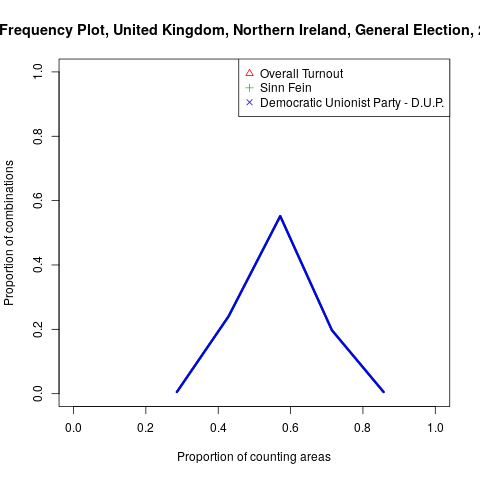 Frequency Plot, United Kingdom, Northern Ireland, General Election,
Overall Turnout
Sinn Fein
Democratic Unionist Party - D.U.P.
Proportion of combinations
1.0
0.8
0.6
0.4
0.2
0.0
0.0 0.2 0.4 0.6 0.8 1.0
Proportion of counting areas